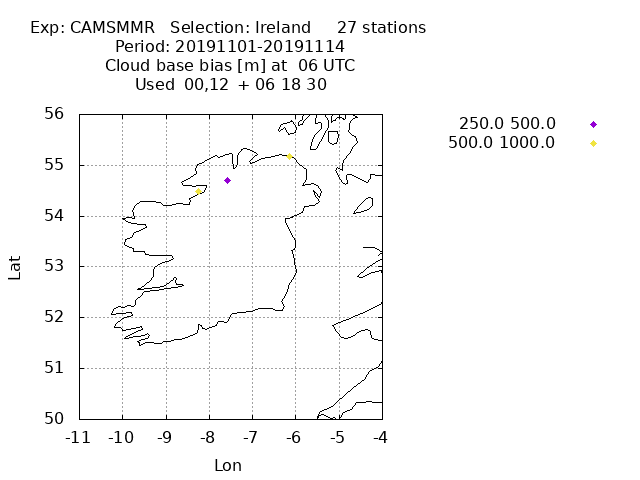 Exp: CAMSMMR   Selection: Ireland     27 stations
Period: 20191101-20191114
Cloud base bias [m] at  06 UTC
Used  00,12  + 06 18 30
250.0 500.0
500.0 1000.0
56
55
54
53
52
51
50
Lat
-11 -10 -9 -8 -7 -6 -5 -4
Lon